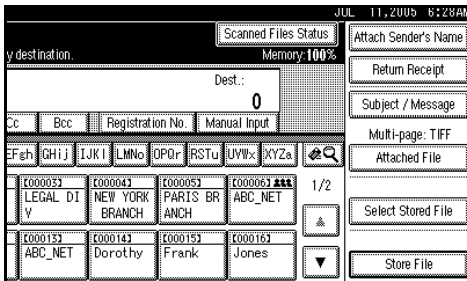 JUL 11,2005 6:28AM
Scanned Files Status
Attach Sender's Name
y destination.
Memory:100%
Return Receipt
Dest.:
0
Subject / Message
Cc
Bcc
Registration No.
Manual Input
Multi-page: TIFF
Attached File
EFgh
GHij
IJKl
LMNo
OPQr
RSTu
UVWx
XYZa
[00003]
LEGAL DI
V
[00004]
NEW YORK
BRANCH
[00005]
PARIS BR
ANCH
[00006]
ABC_NET
1/2
Select Stored File
[00013]
ABC_NET
[00014]
Dorothy
[00015]
Frank
[00016]
Jones
Store File